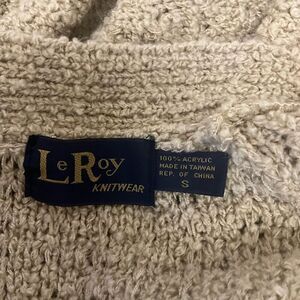 LeRoy
KNITWEAR
100% ACRYLIC
MADE IN TAIWAN
REP. OF CHINA
S